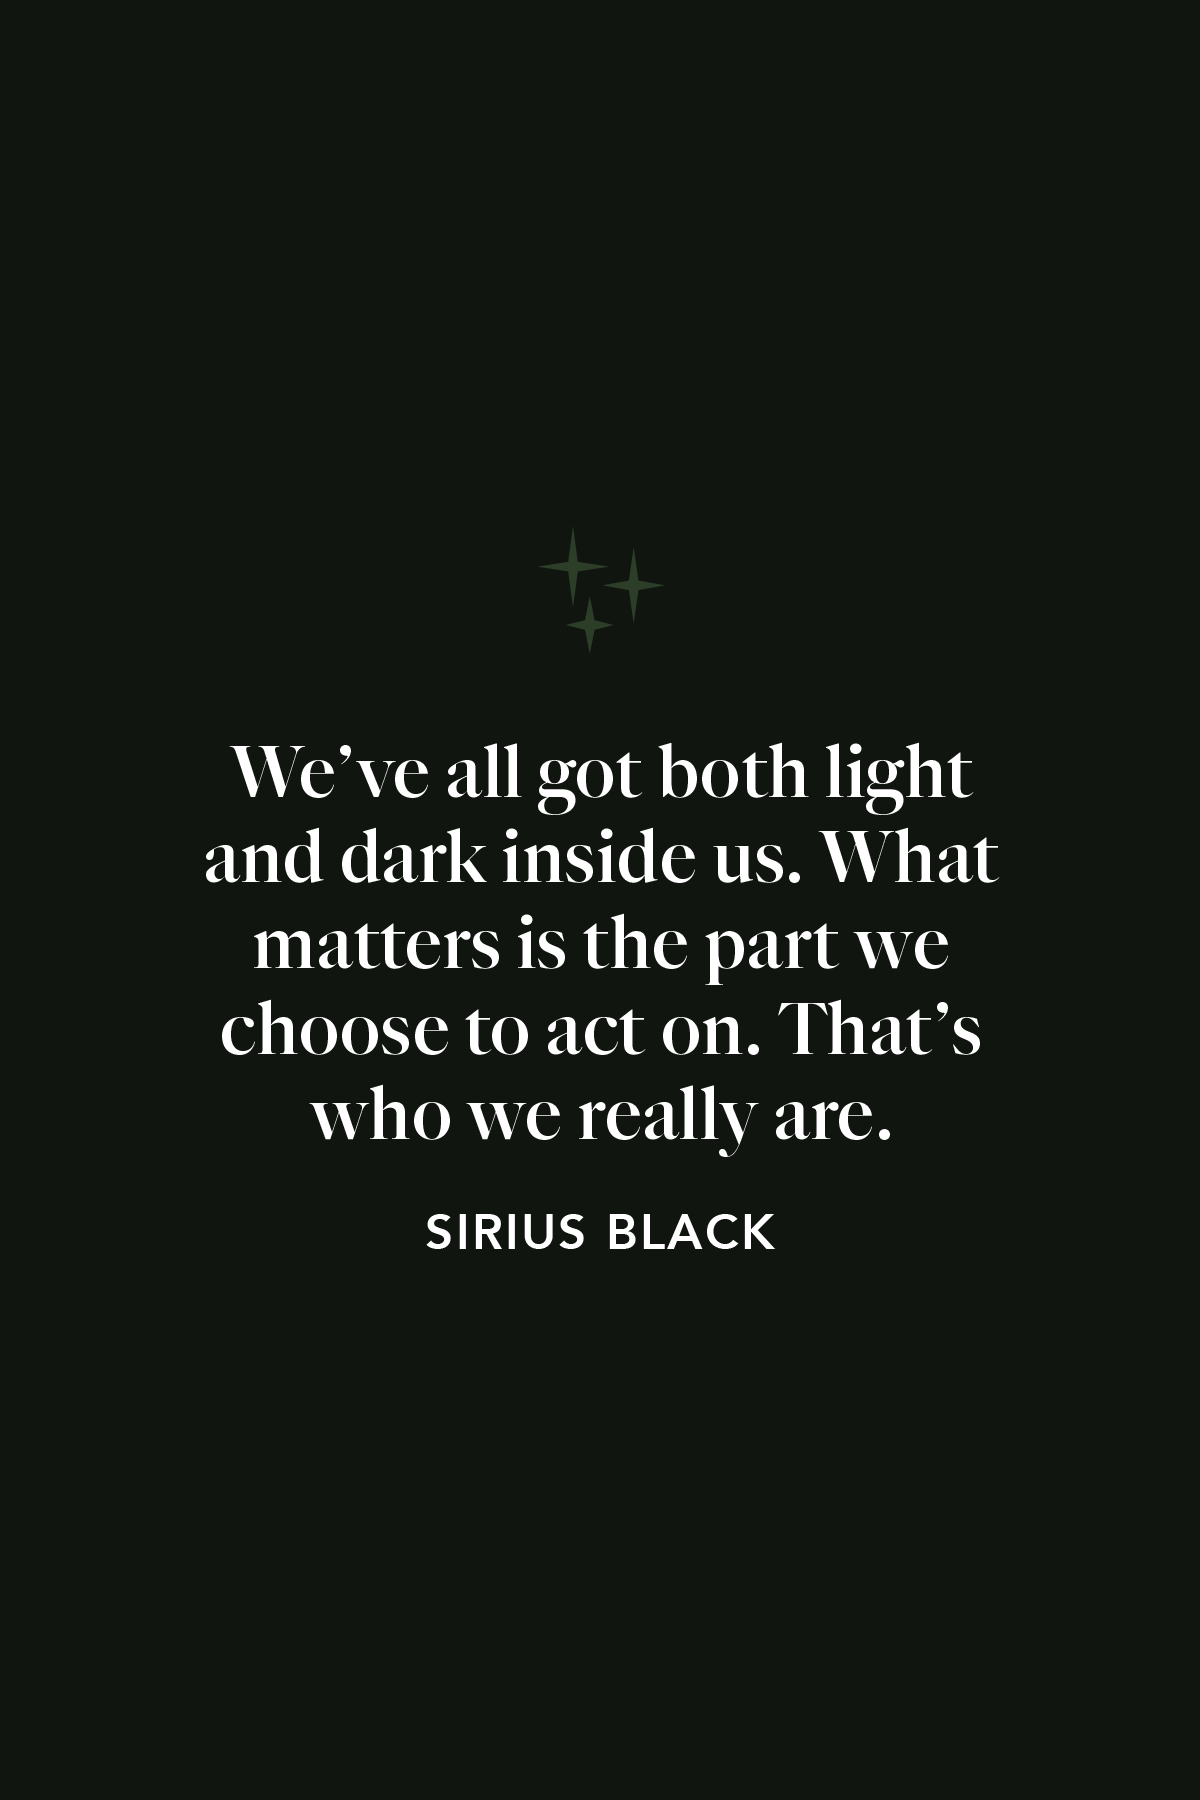 We’ve all got both light
and dark inside us. What
matters is the part we
choose to act on. That’s
who we really are.
SIRIUS BLACK